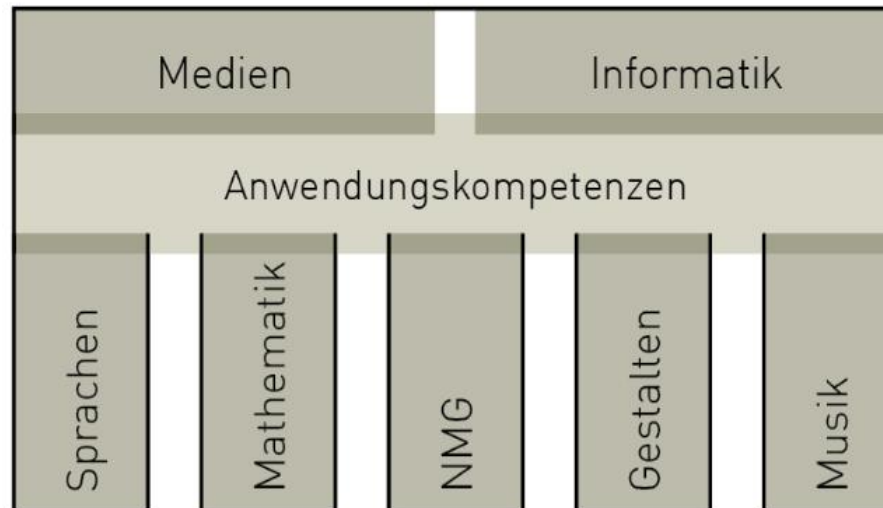 Medien
Informatik
Anwendungskompetenzen
Sprachen
Mathematik
NMG
Gestalten
Musik